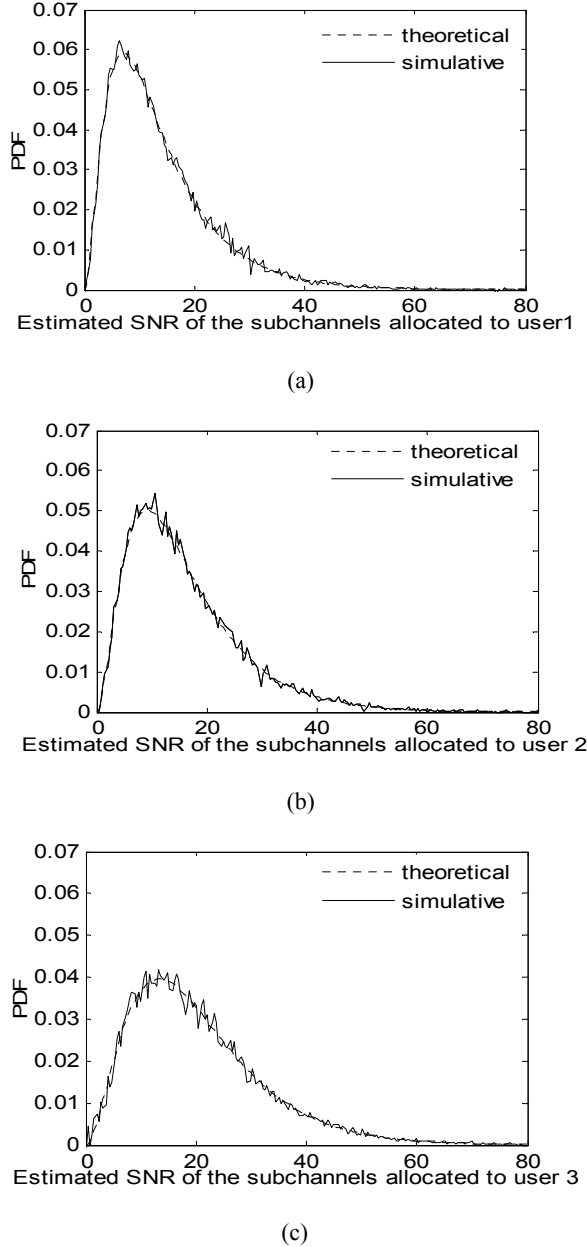 0.07
0.06
0.05
0.04
0.03
0.02
0.01
0
PDF
theoretical
simulative
0 20 40 60 80
Estimated SNR of the subchannels allocated to user1
(a)
0.07
0.06
0.05
0.04
0.03
0.02
0.01
0
PDF
theoretical
simulative
0 20 40 60 80
Estimated SNR of the subchannels allocated to user 2
(b)
0.07
0.06
0.05
0.04
0.03
0.02
0.01
0
PDF
theoretical
simulative
0 20 40 60 80
Estimated SNR of the subchannels allocated to user 3
(c)